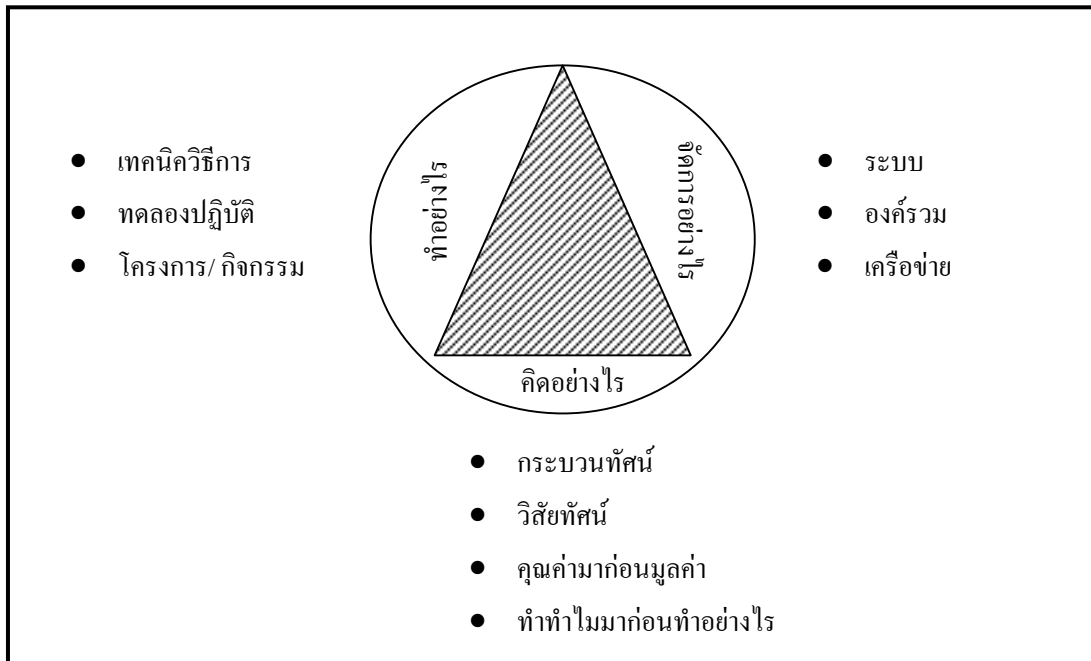 ● เทคนิควิธีการ
● ทดลองปฏิบัติ
● โครงการ/ กิจกรรม
ทำอย่างไร
จัดการอย่างไร
คิดอย่างไร
● ระบบ
● องค์รวม
● เครือข่าย
● กระบวนทัศน์
● วิสัยทัศน์
● คุณค่ามาก่อนมูลค่า
● ทำทำไมมาก่อนทำอย่างไร